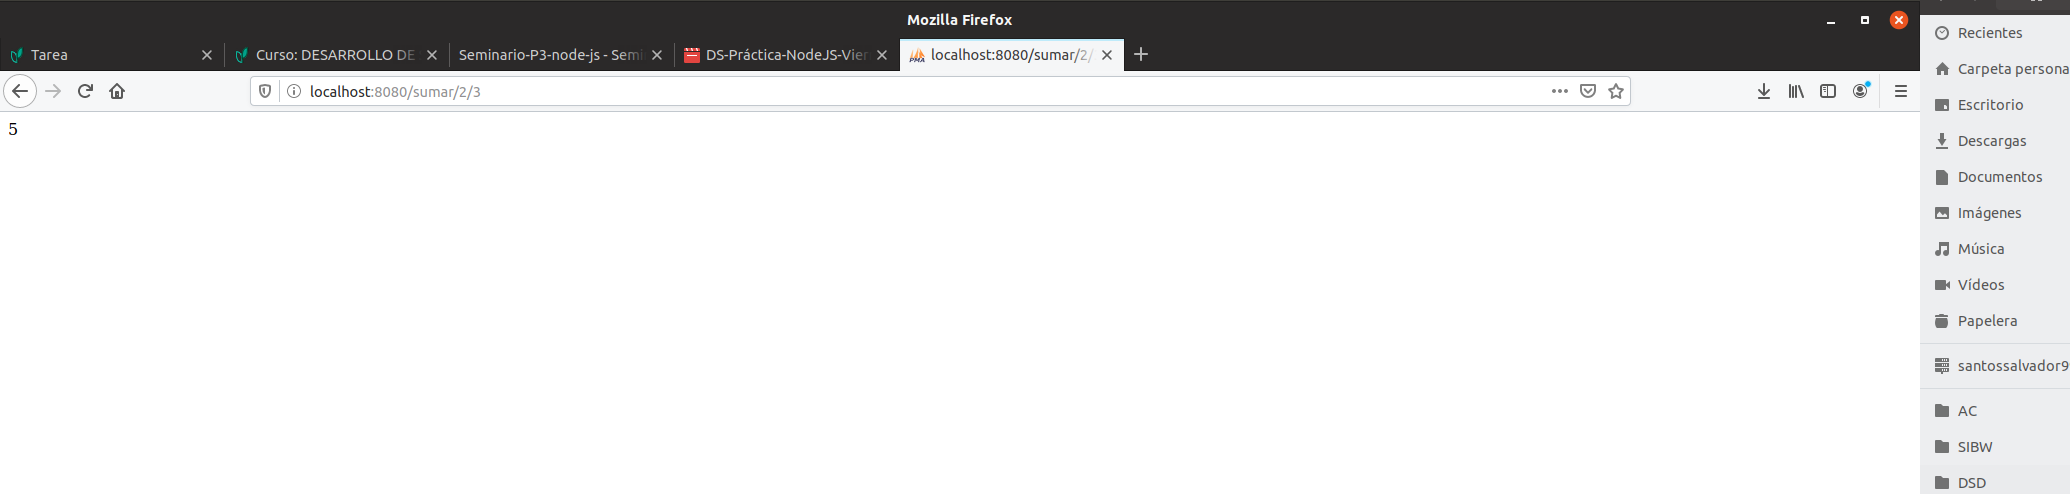 Mozilla Firefox
Tarea
Curso: DESARROLLO DE
Seminario-P3-node-js - Semi
DS-Práctica-NodeJS-Vier
PMA
localhost:8080/sumar/2/
localhost:8080/sumar/2/3
5
Recientes
Carpeta persona
Escritorio
Descargas
Documentos
Imágenes
Música
Vídeos
Papelera
santossalvador9
AC
SIBW
DSD